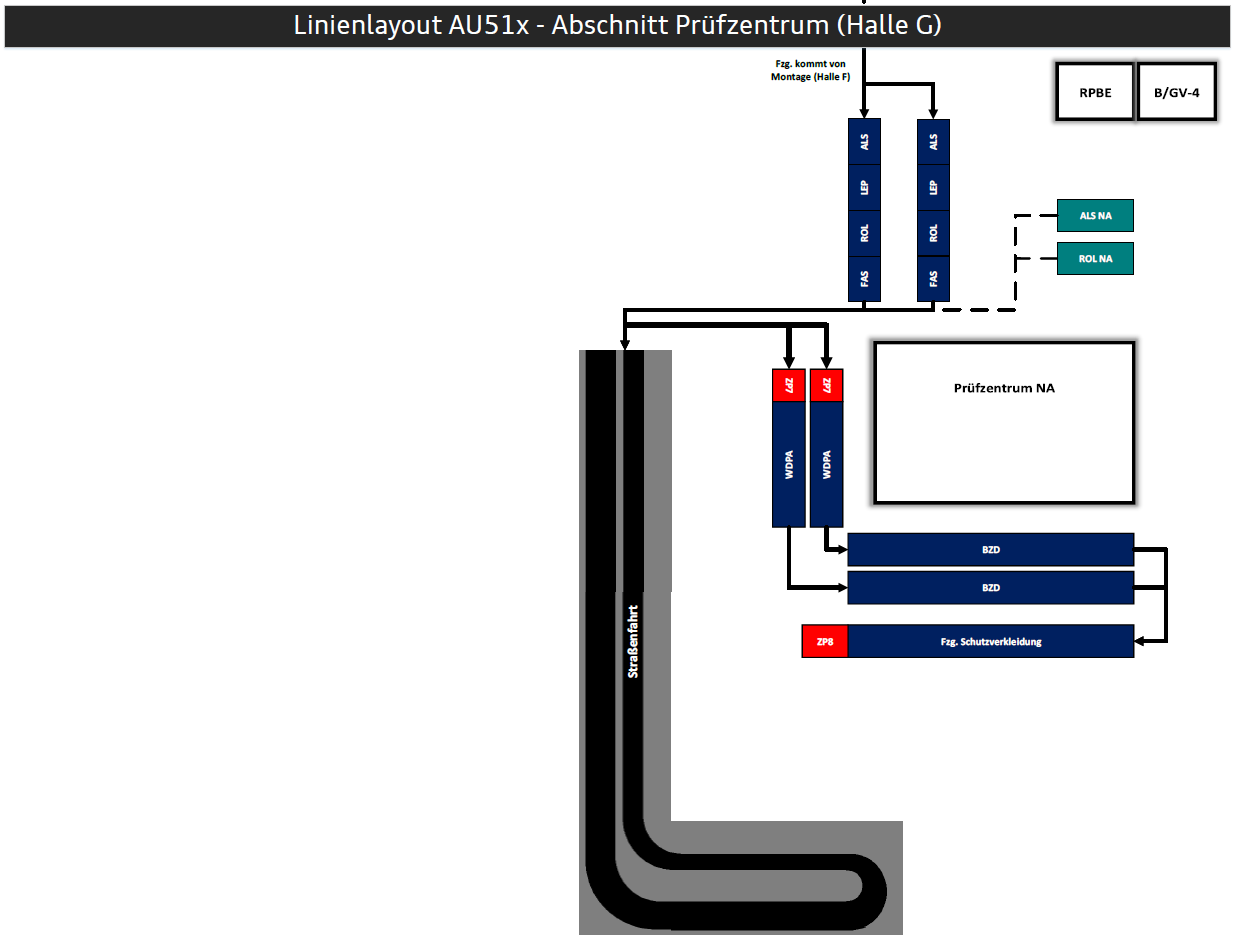 Linienlayout AU51x - Abschnitt Prüfzentrum (Halle G)
Fzg. kommt von
Montage (Halle F)
RPBE
B/GV-4
ALS
ALS
LEP
LEP
ROL
ROL
FAS
FAS
ALS NA
ROL NA
Prüfzentrum NA
ZP7
ZP7
WDPA
WDPA
BZD
BZD
ZP8
Fzg. Schutzverkleidung
Straßenfahrt